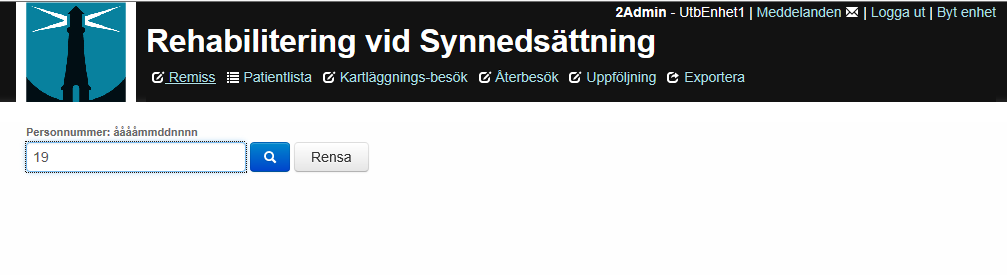 2Admin - UtbEnhet1 | Meddelanden | Logga ut | Byt enhet
Rehabilitering vid Synnedsättning
Remiss Patientlista Kartläggnings-besök Återbesök Uppföljning Exportera
Personnummer: ååååmmddnnnn
19 Rensa